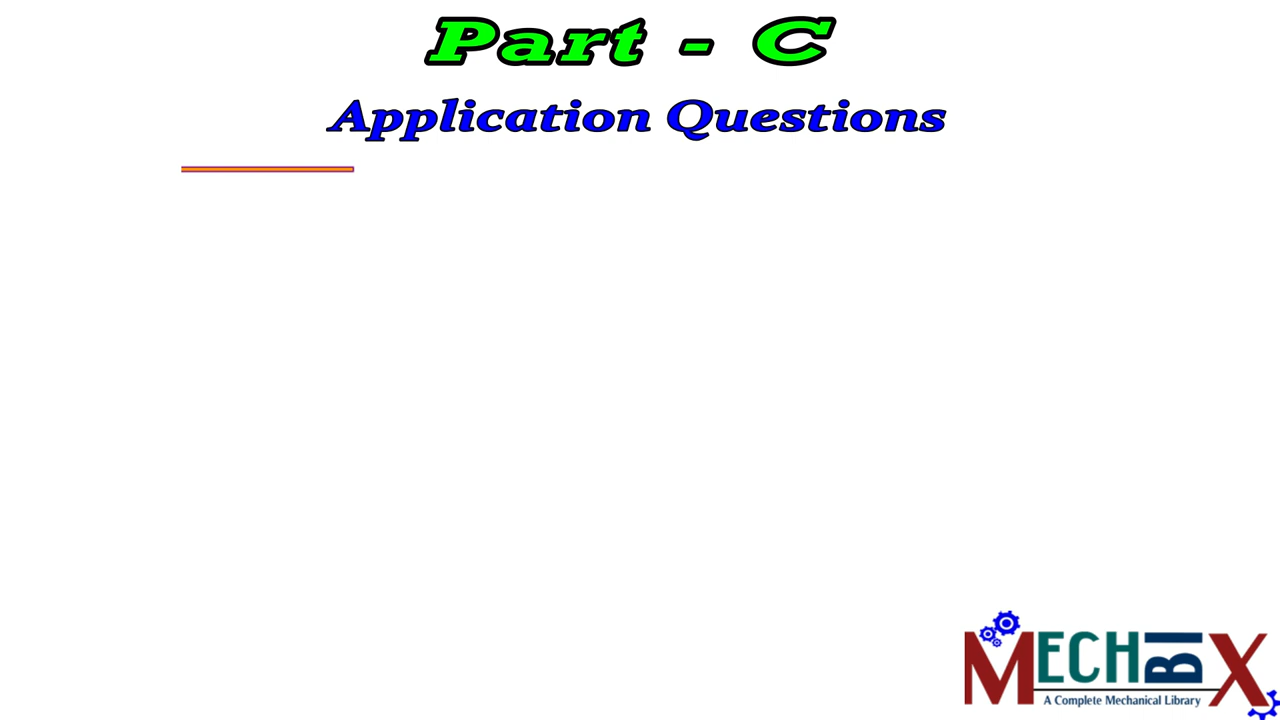 Part - C
Application Questions
MECHBIX
A Complete Mechanical Library